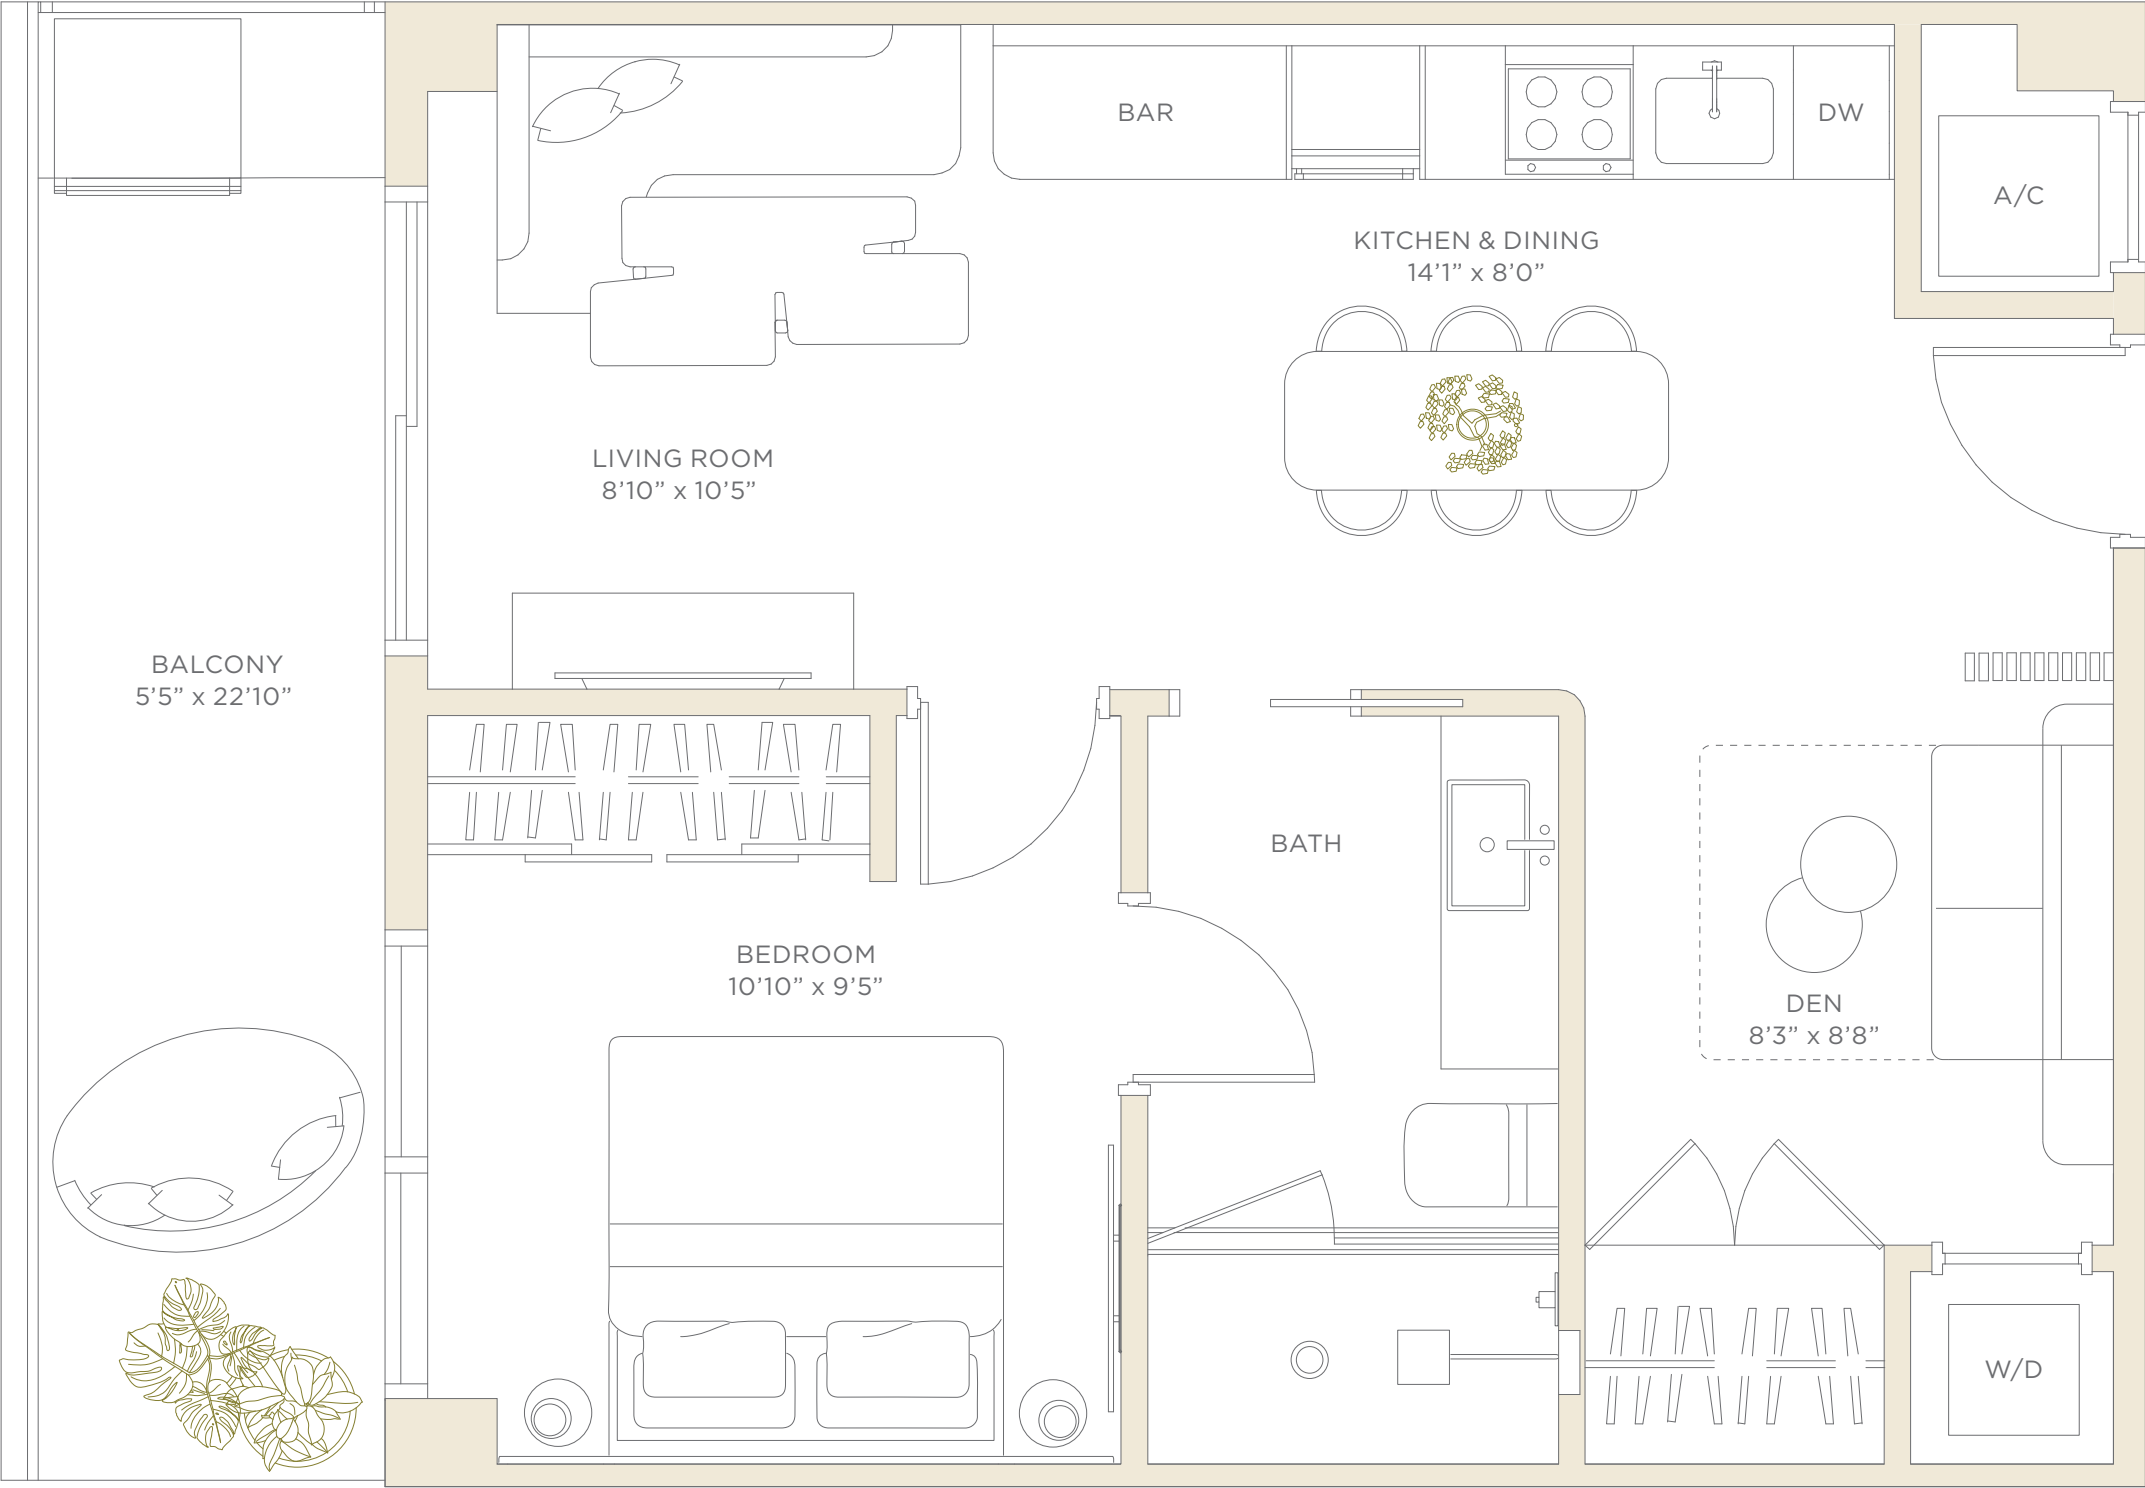 BAR
DW
A/C
KITCHEN & DINING
14’1” x 8’0”
LIVING ROOM
8’10” x 10’5”
BALCONY
5’5” x 22’10”
BATH
BEDROOM
10’10” x 9’5”
DEN
8’3” x 8’8”
W/D